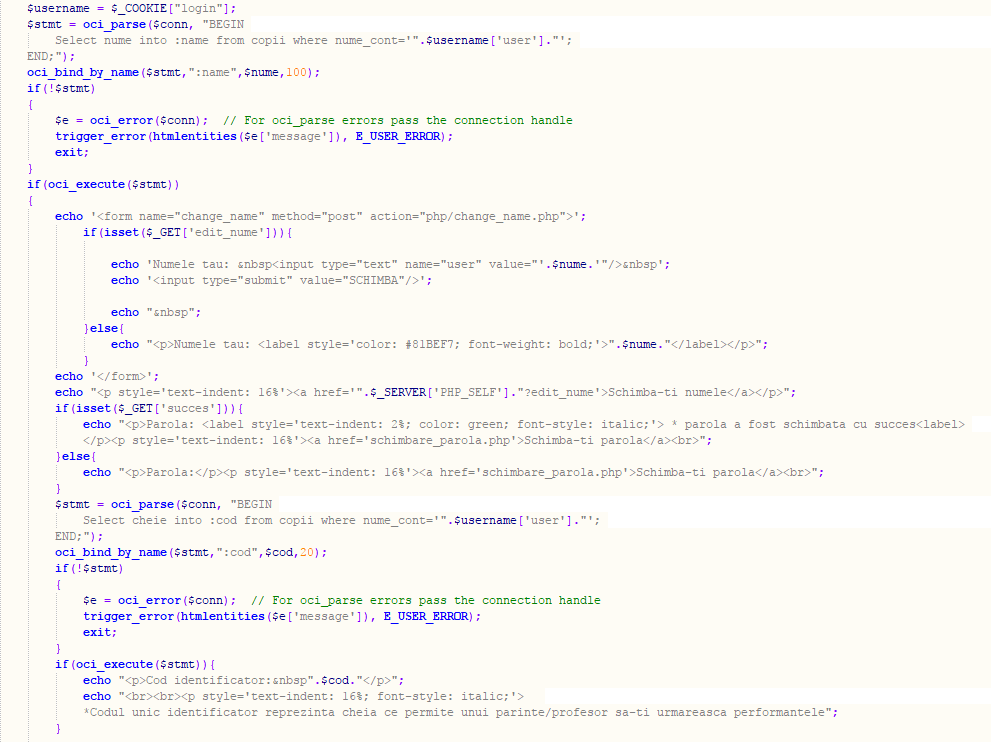 $username = $_COOKIE["login"];
$stmt = oci_parse($conn, "BEGIN
    Select nume into :name from copii where nume_cont='".$username['user']."';
END;");
oci_bind_by_name($stmt,":name",$nume,100);
if(!$stmt)
{
    $e = oci_error($conn);  // For oci_parse errors pass the connection handle
    trigger_error(htmlentities($e['message']), E_USER_ERROR);
    exit;
}
if(oci_execute($stmt))
{
    echo '<form name="change_name" method="post" action="php/change_name.php">';
        if(isset($_GET['edit_nume'])){
            echo 'Numele tau: &nbsp<input type="text" name="user" value="'.$nume.'"/>&nbsp';
            echo '<input type="submit" value="SCHIMBA"/>';
            echo "&nbsp";
        }else{
            echo "<p>Numele tau: <label style='color: #81BEF7; font-weight: bold;'>".$nume."</label></p>";
        }
    echo '</form>';
    echo "<p style='text-indent: 16%'><a href='".$_SERVER['PHP_SELF']."?edit_nume'>Schimba-ti numele</a></p>";
    if(isset($_GET['succes'])){
        echo "<p>Parola: <label style='text-indent: 2%; color: green; font-style: italic;'> * parola a fost schimbata cu succes<label>
        </p><p style='text-indent: 16%'><a href='schimbare_parola.php'>Schimba-ti parola</a><br>";
    }else{
        echo "<p>Parola:</p><p style='text-indent: 16%'><a href='schimbare_parola.php'>Schimba-ti parola</a><br>";
    }
    $stmt = oci_parse($conn, "BEGIN
        Select cheie into :cod from copii where nume_cont='".$username['user']."';
    END;");
    oci_bind_by_name($stmt,":cod",$cod,20);
    if(!$stmt)
    {
        $e = oci_error($conn);  // For oci_parse errors pass the connection handle
        trigger_error(htmlentities($e['message']), E_USER_ERROR);
        exit;
    }
    if(oci_execute($stmt)){
        echo "<p>Cod identificator:&nbsp".$cod."</p>";
        echo "<br><br><p style='text-indent: 16%; font-style: italic;'>
        *Codul unic identificator reprezinta cheia ce permite unui parinte/profesor sa-ti urmareasca performantele";
    }